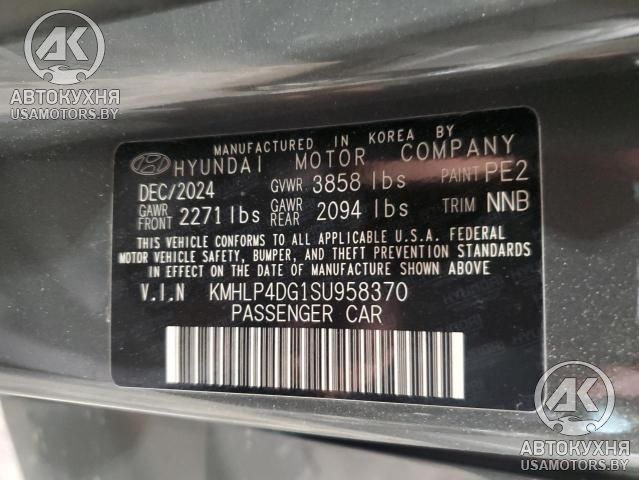 AK
АВТОКУХНЯ
USAMOTORS.BY
MANUFACTURED IN KOREA BY
HYUNDAI MOTOR COMPANY
DEC/2024 GVWR 3858 lbs PAINT PE2
GAWR FRONT 2271 lbs GAWR REAR 2094 lbs TRIM NNB
THIS VEHICLE CONFORMS TO ALL APPLICABLE U.S.A. FEDERAL
MOTOR VEHICLE SAFETY, BUMPER, AND THEFT PREVENTION STANDARDS
IN EFFECT ON THE DATE OF MANUFACTURE SHOWN ABOVE
V.I.N KMHLP4DG1SU958370
PASSENGER CAR
AK
АВТОКУХНЯ
USAMOTORS.BY